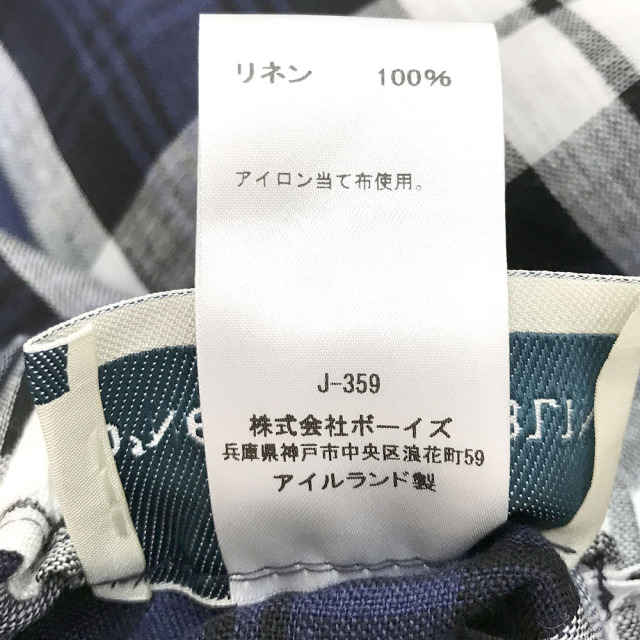 リネン 100%
アイロン当て布使用。
J-359
株式会社ボーイズ
兵庫県神戸市中央区浪花町59
アイルランド製